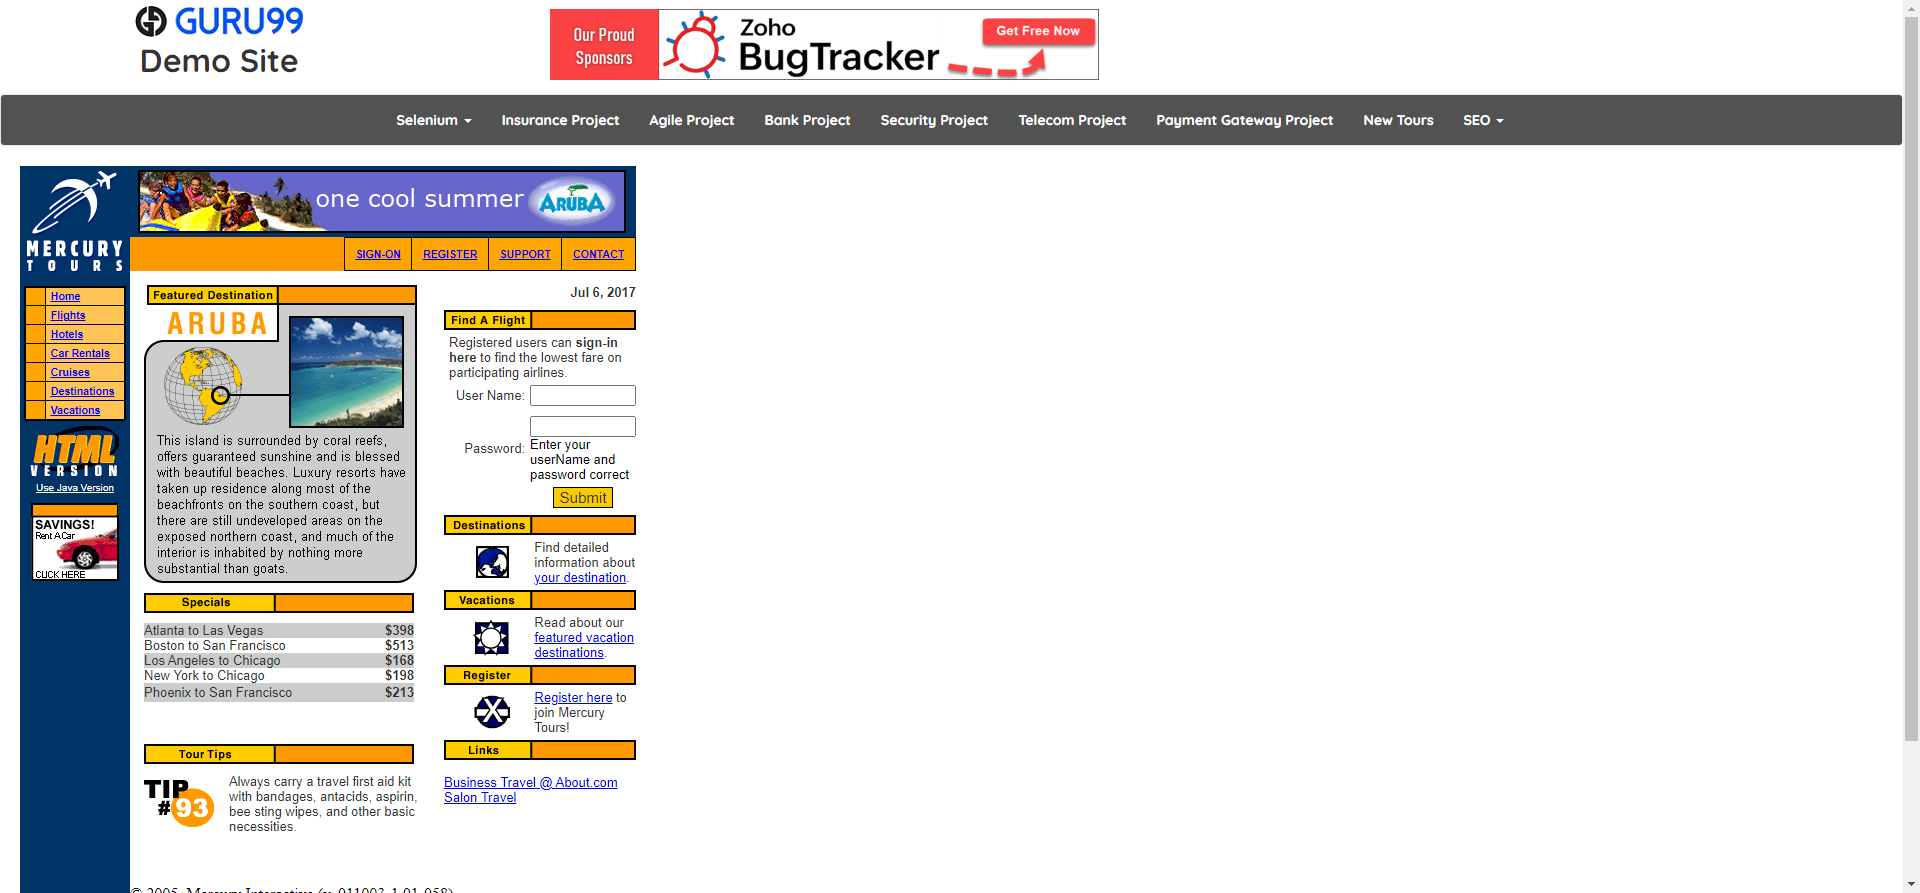 GURU99
Demo Site
Our Proud
Sponsors
Zoho
BugTracker
Get Free Now
Selenium
Insurance Project
Agile Project
Bank Project
Security Project
Telecom Project
Payment Gateway Project
New Tours
SEO
MERCURY
TOURS
one cool summer
ARUBA
SIGN-ON
REGISTER
SUPPORT
CONTACT
Home
Flights
Hotels
Car Rentals
Cruises
Destinations
Vacations
HTML
VERSION
Use Java Version
SAVINGS!
Rent A Car
CLICK HERE
Featured Destination
ARUBA
This island is surrounded by coral reefs,
offers guaranteed sunshine and is blessed
with beautiful beaches. Luxury resorts have
taken up residence along most of the
beachfronts on the southern coast, but
there are still undeveloped areas on the
exposed northern coast, and much of the
interior is inhabited by nothing more
substantial than goats.
Specials
Atlanta to Las Vegas $398
Boston to San Francisco $513
Los Angeles to Chicago $168
New York to Chicago $198
Phoenix to San Francisco $213
Tour Tips
TIP
#93
Always carry a travel first aid kit
with bandages, antacids, aspirin,
bee sting wipes, and other basic
necessities.
Jul 6, 2017
Find A Flight
Registered users can sign-in
here to find the lowest fare on
participating airlines.
User Name:
Password:
Enter your
userName and
password correct
Submit
Destinations
Find detailed
information about
your destination.
Vacations
Read about our
featured vacation
destinations.
Register
Register here to
join Mercury
Tours!
Links
Business Travel @ About.com
Salon Travel
© 2005, Mercury Interactive (v. 011003-1.01-058)